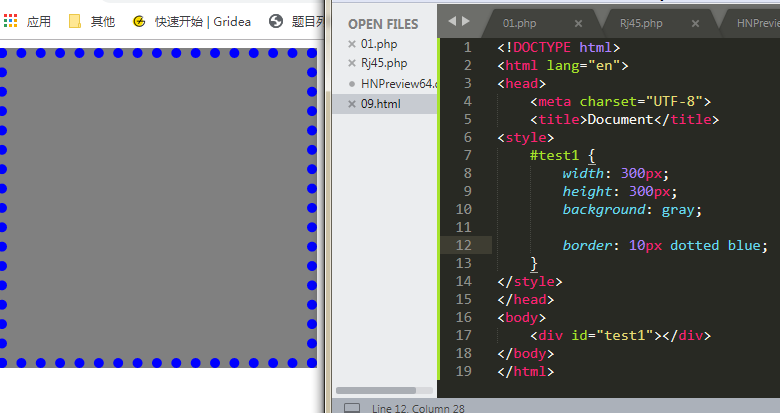 应用
其他
快速开始 | Gridea
题目列
OPEN FILES
01.php
Rj45.php
HNPreview64.
09.html
01.php
Rj45.php
HNPrevie
1 <!DOCTYPE html>
2 <html lang="en">
3 <head>
4 <meta charset="UTF-8">
5 <title>Document</title>
6 <style>
7 #test1 {
8 width: 300px;
9 height: 300px;
10 background: gray;
11
12 border: 10px dotted blue;
13 }
14 </style>
15 </head>
16 <body>
17 <div id="test1"></div>
18 </body>
19 </html>
Line 12, Column 28